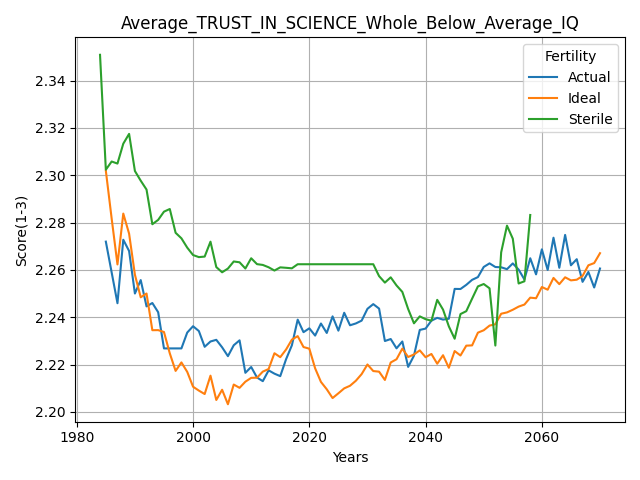 Average_TRUST_IN_SCIENCE_Whole_Below_Average_IQ
Fertility
Actual
Ideal
Sterile
Score(1-3)
2.34
2.32
2.30
2.28
2.26
2.24
2.22
2.20
1980
2000
2020
2040
2060
Years